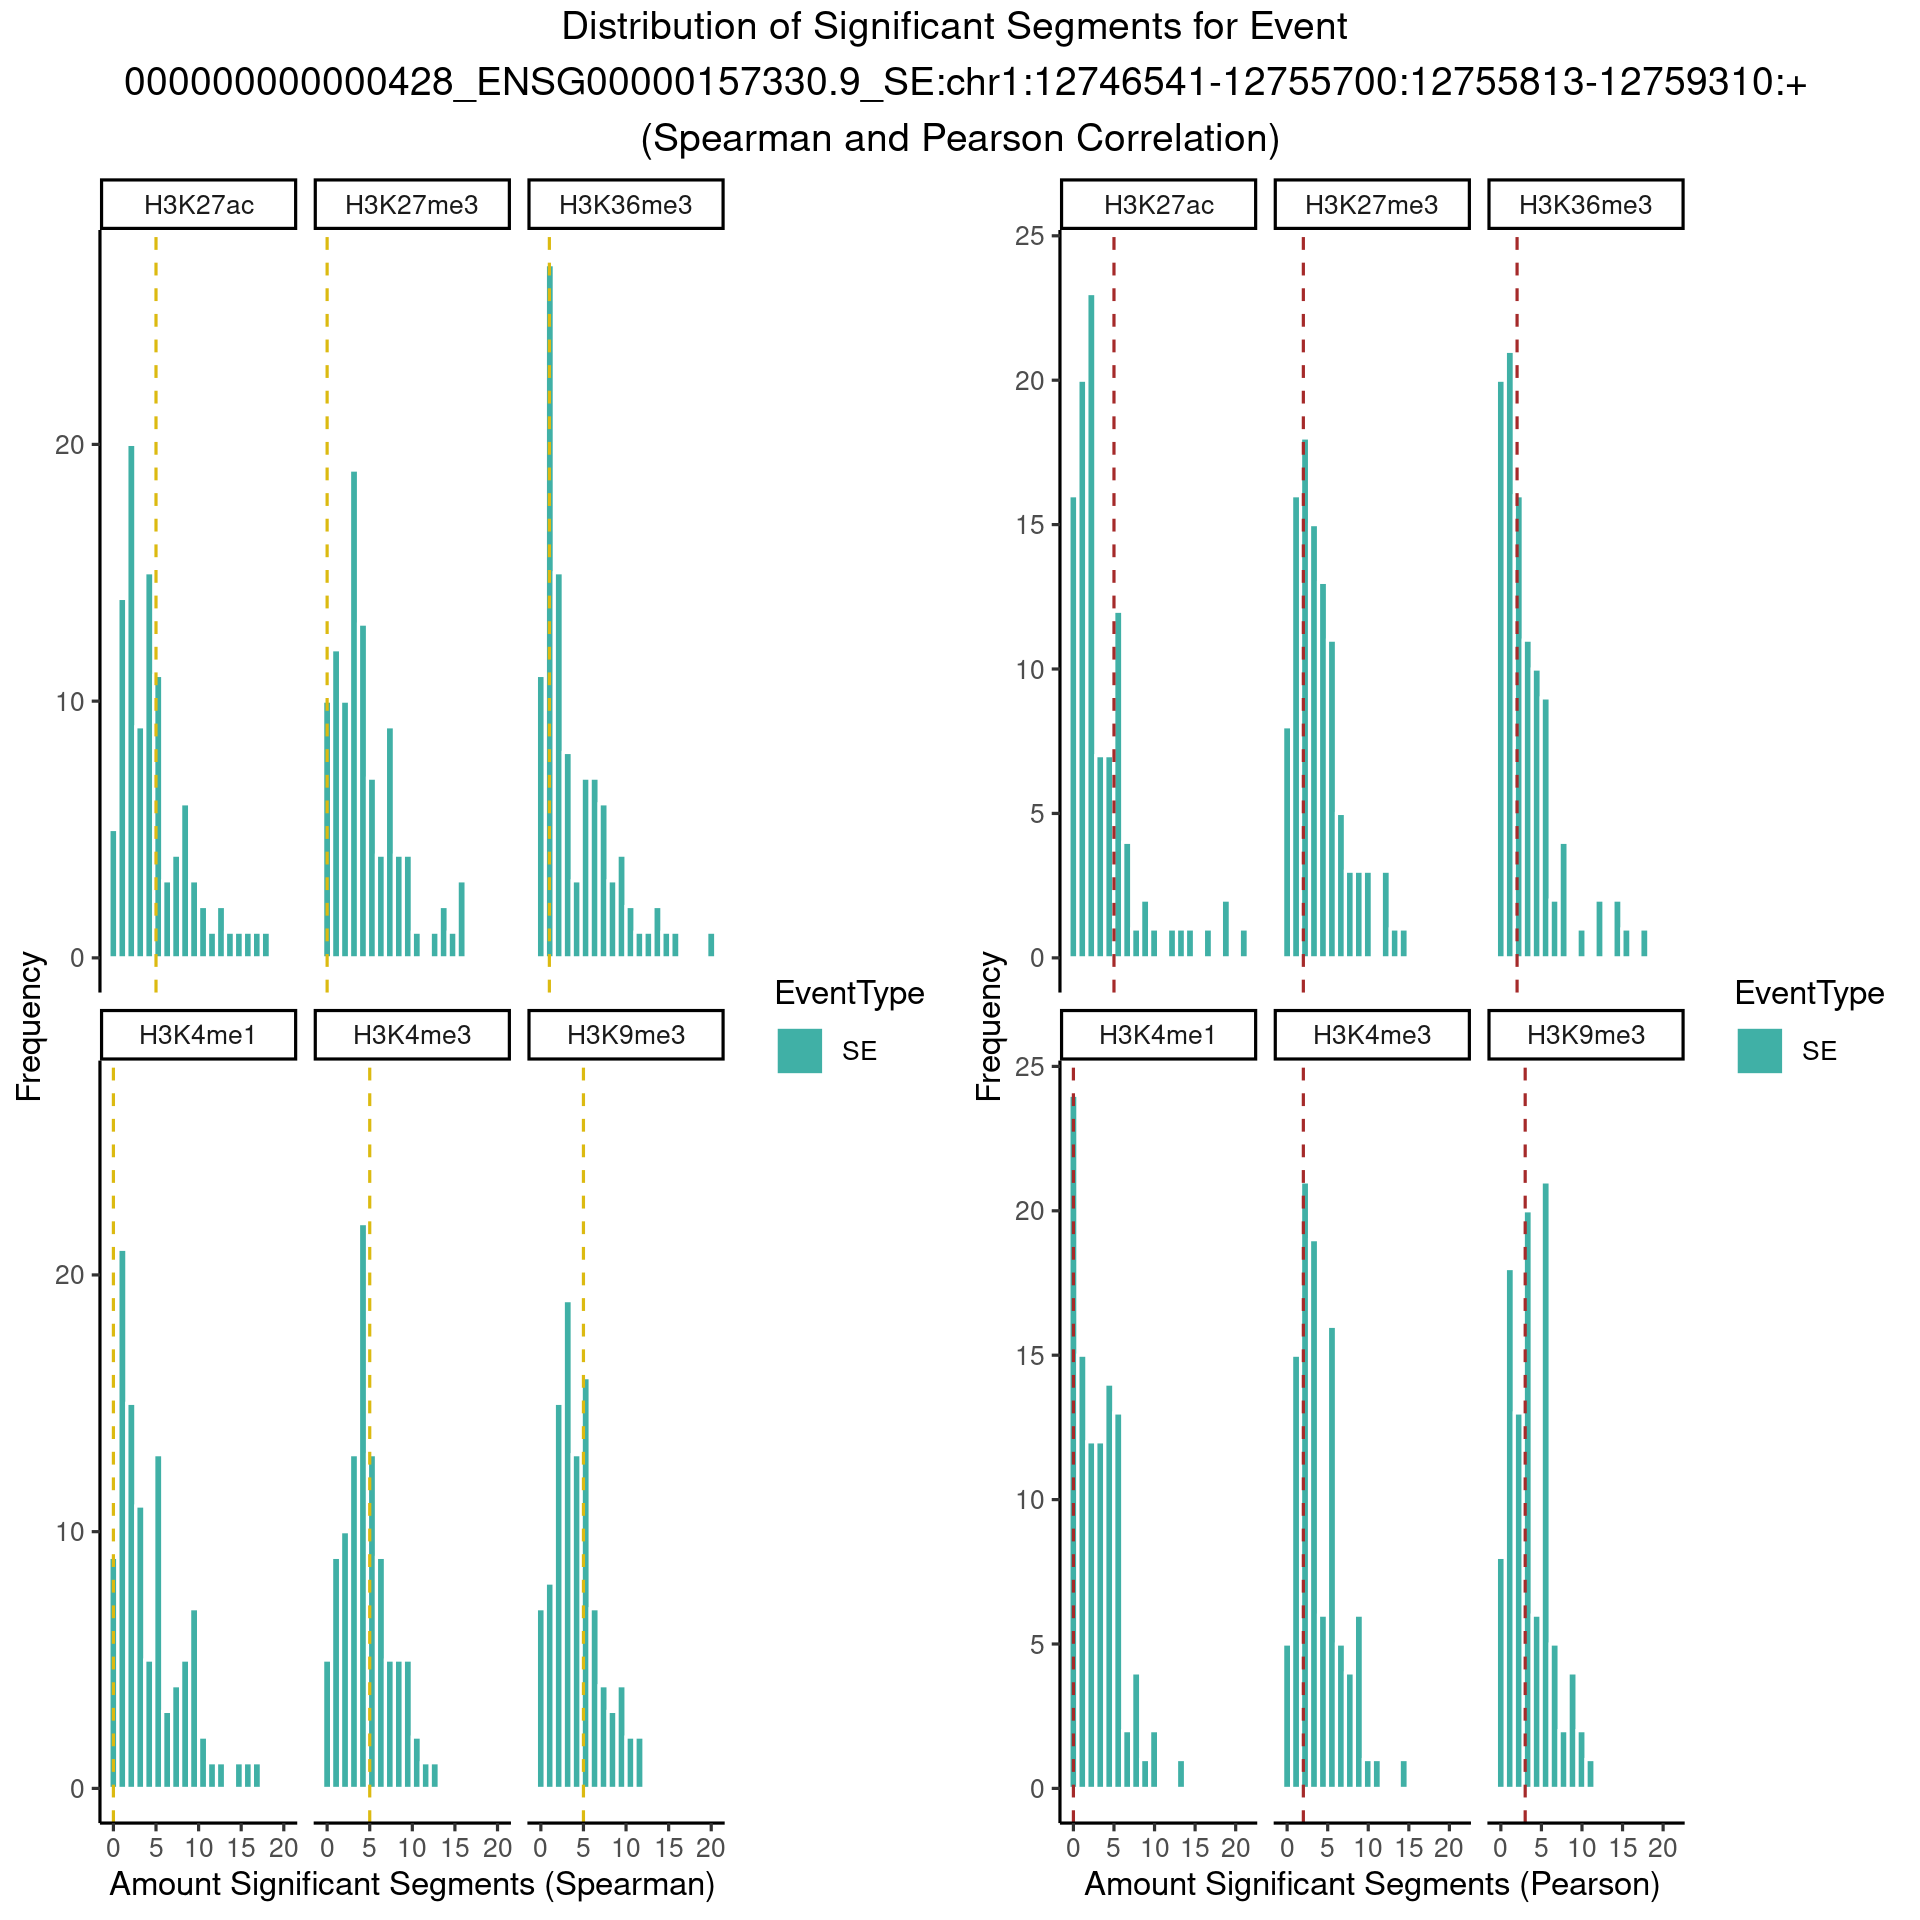 Distribution of Significant Segments for Event
000000000000428_ENSG00000157330.9_SE:chr1:12746541-12755700:12755813-12759310:+
(Spearman and Pearson Correlation)
H3K27ac H3K27me3 H3K36me3
20
10
0
H3K4me1 H3K4me3 H3K9me3
20
10
0
0 5 10 15 20 0 5 10 15 20 0 5 10 15 20
Amount Significant Segments (Spearman)
Frequency
EventType
SE
H3K27ac H3K27me3 H3K36me3
25
20
15
10
5
0
H3K4me1 H3K4me3 H3K9me3
25
20
15
10
5
0
0 5 10 15 20 0 5 10 15 20 0 5 10 15 20
Amount Significant Segments (Pearson)
Frequency
EventType
SE